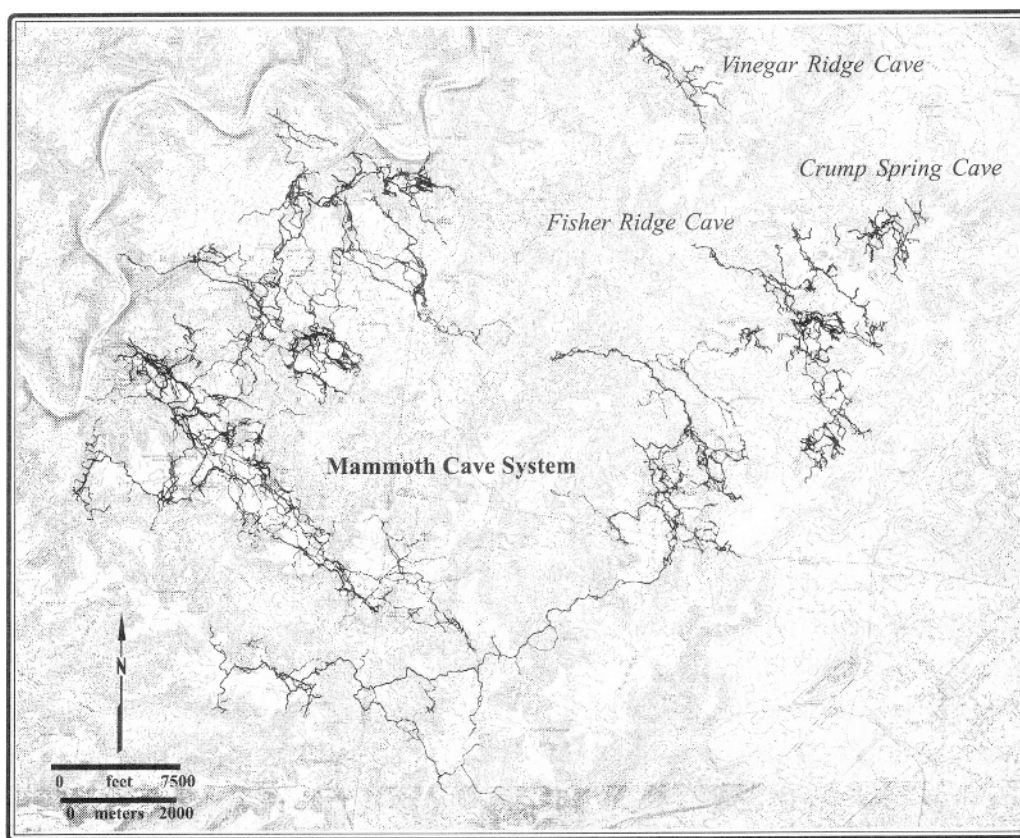 Vinegar Ridge Cave
Crump Spring Cave
Fisher Ridge Cave
Mammoth Cave System
N
0 feet 7500
0 meters 2000